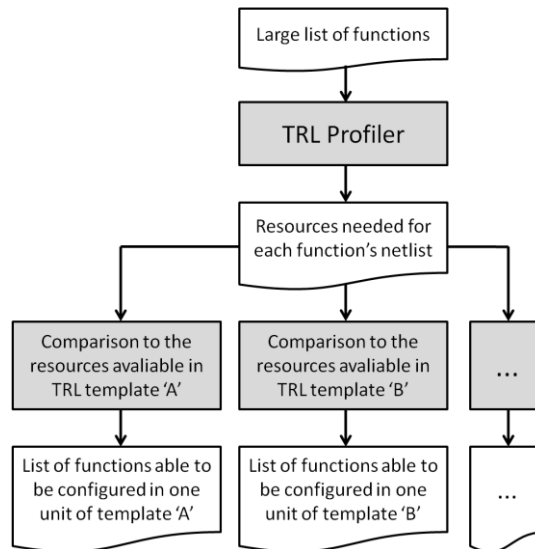 Large list of functions
TRL Profiler
Resources needed for
each function's netlist
Comparison to the
resources avaliable in
TRL template 'A'
Comparison to the
resources avaliable in
TRL template 'B'
...
List of functions able to
be configured in one
unit of template 'A'
List of functions able to
be configured in one
unit of template 'B'
...